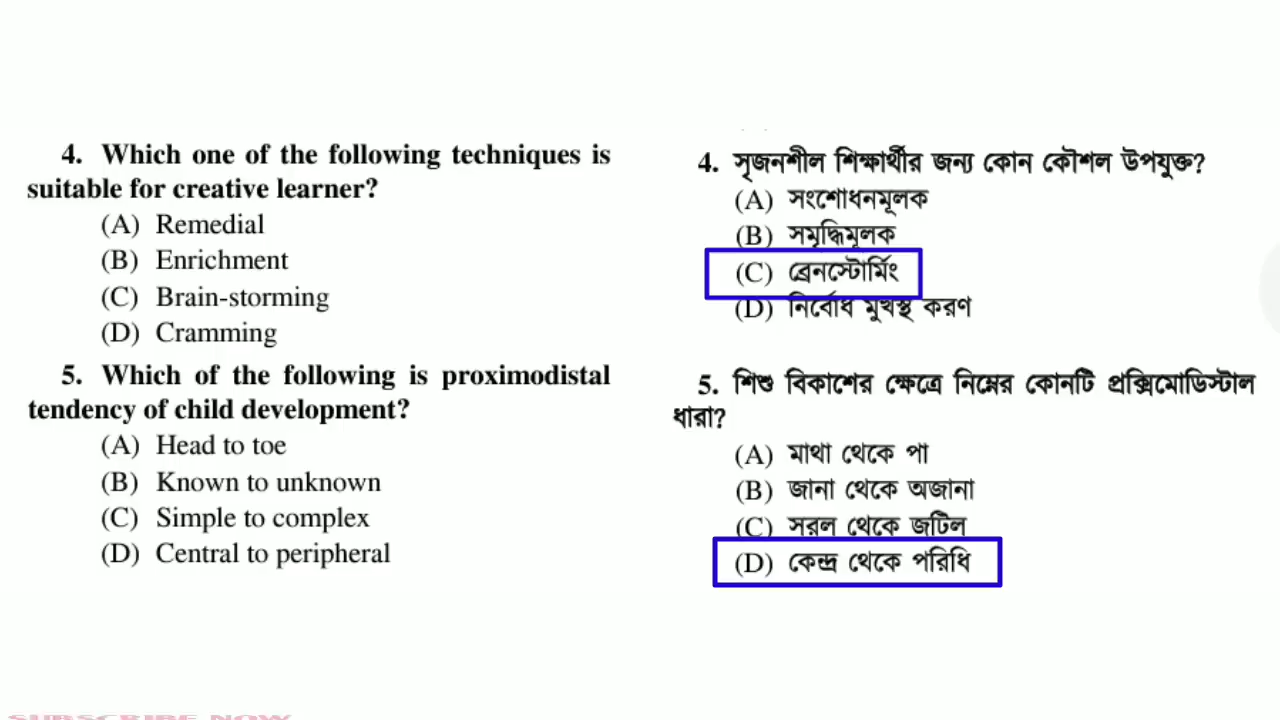 4. Which one of the following techniques is
suitable for creative learner?
(A) Remedial
(B) Enrichment
(C) Brain-storming
(D) Cramming
5. Which of the following is proximodistal
tendency of child development?
(A) Head to toe
(B) Known to unknown
(C) Simple to complex
(D) Central to peripheral
4. সৃজনশীল শিক্ষার্থীর জন্য কোন কৌশল উপযুক্ত?
(A) সংশোধনমূলক
(B) সমৃদ্ধিমূলক
(C) ব্রেনস্টোর্মিং
(D) নির্বোধ মুখস্থ করণ
5. শিশু বিকাশের ক্ষেত্রে নিম্নের কোনটি প্রক্সিমোডিস্টাল
ধারা?
(A) মাথা থেকে পা
(B) জানা থেকে অজানা
(C) সরল থেকে জটিল
(D) কেন্দ্র থেকে পরিধি
SUBSCRIBE NOW